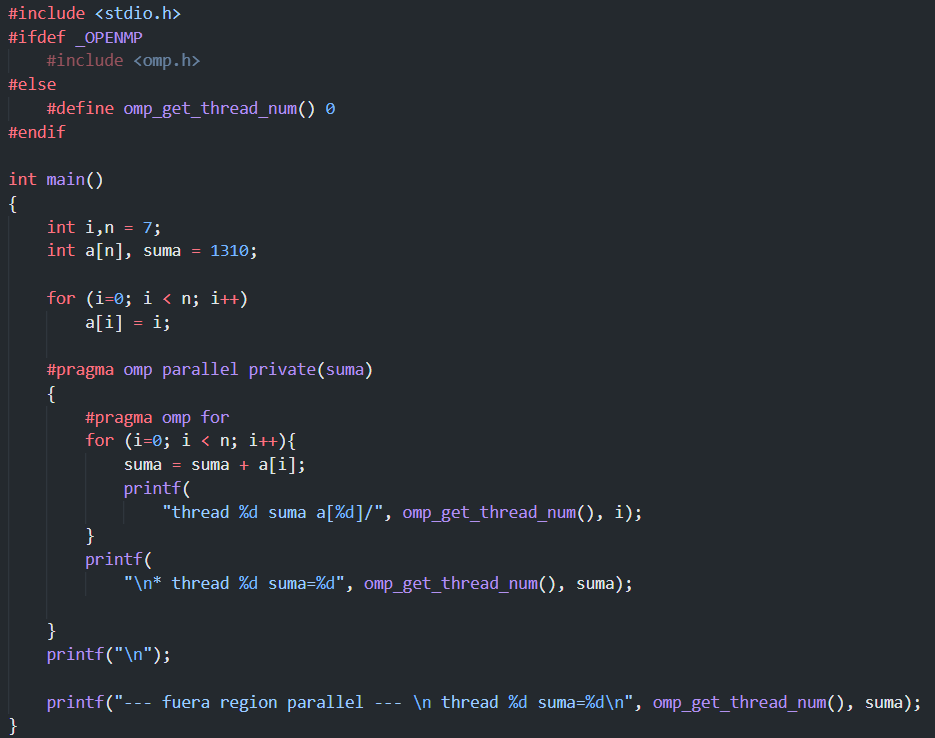 #include <stdio.h>
#ifdef _OPENMP
    #include <omp.h>
#else
    #define omp_get_thread_num() 0
#endif

int main()
{
    int i,n = 7;
    int a[n], suma = 1310;

    for (i=0; i < n; i++)
        a[i] = i;

    #pragma omp parallel private(suma)
    {
        #pragma omp for
        for (i=0; i < n; i++){
            suma = suma + a[i];
            printf(
                "thread %d suma a[%d]/", omp_get_thread_num(), i);
        }
        printf(
            "\n* thread %d suma=%d", omp_get_thread_num(), suma);

    }
    printf("\n");

    printf("--- fuera region parallel --- \n thread %d suma=%d\n", omp_get_thread_num(), suma);
}